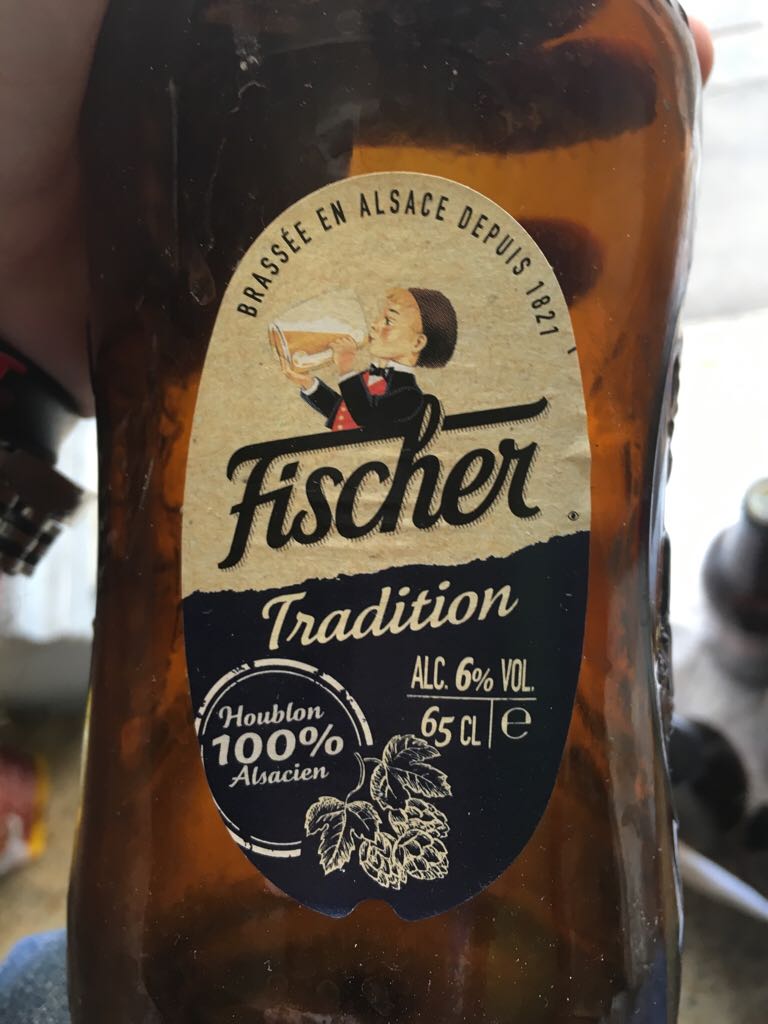 BRASSÉE EN ALSACE DEPUIS 1821
Fischer
Tradition
ALC. 6% VOL.
65 CL e
Houblon
100%
Alsacien